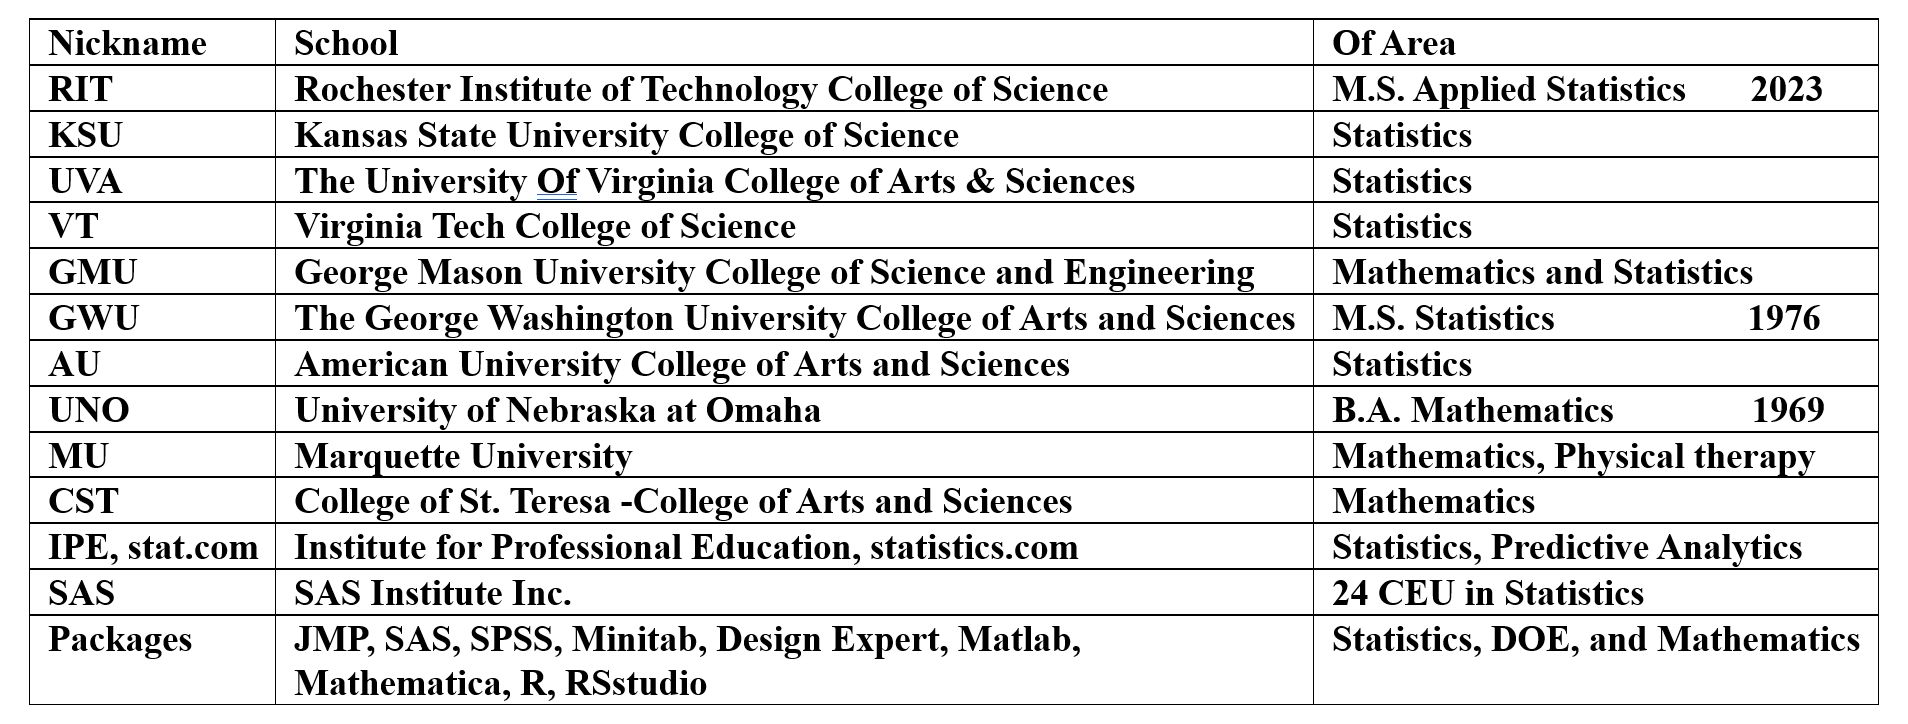 Nickname School Of Area
RIT Rochester Institute of Technology College of Science M.S. Applied Statistics 2023
KSU Kansas State University College of Science Statistics
UVA The University Of Virginia College of Arts & Sciences Statistics
VT Virginia Tech College of Science Statistics
GMU George Mason University College of Science and Engineering Mathematics and Statistics
GWU The George Washington University College of Arts and Sciences M.S. Statistics 1976
AU American University College of Arts and Sciences Statistics
UNO University of Nebraska at Omaha B.A. Mathematics 1969
MU Marquette University Mathematics, Physical therapy
CST College of St. Teresa -College of Arts and Sciences Mathematics
IPE, stat.com Institute for Professional Education, statistics.com Statistics, Predictive Analytics
SAS SAS Institute Inc. 24 CEU in Statistics
Packages JMP, SAS, SPSS, Minitab, Design Expert, Matlab, Statistics, DOE, and Mathematics
Mathematica, R, RSstudio